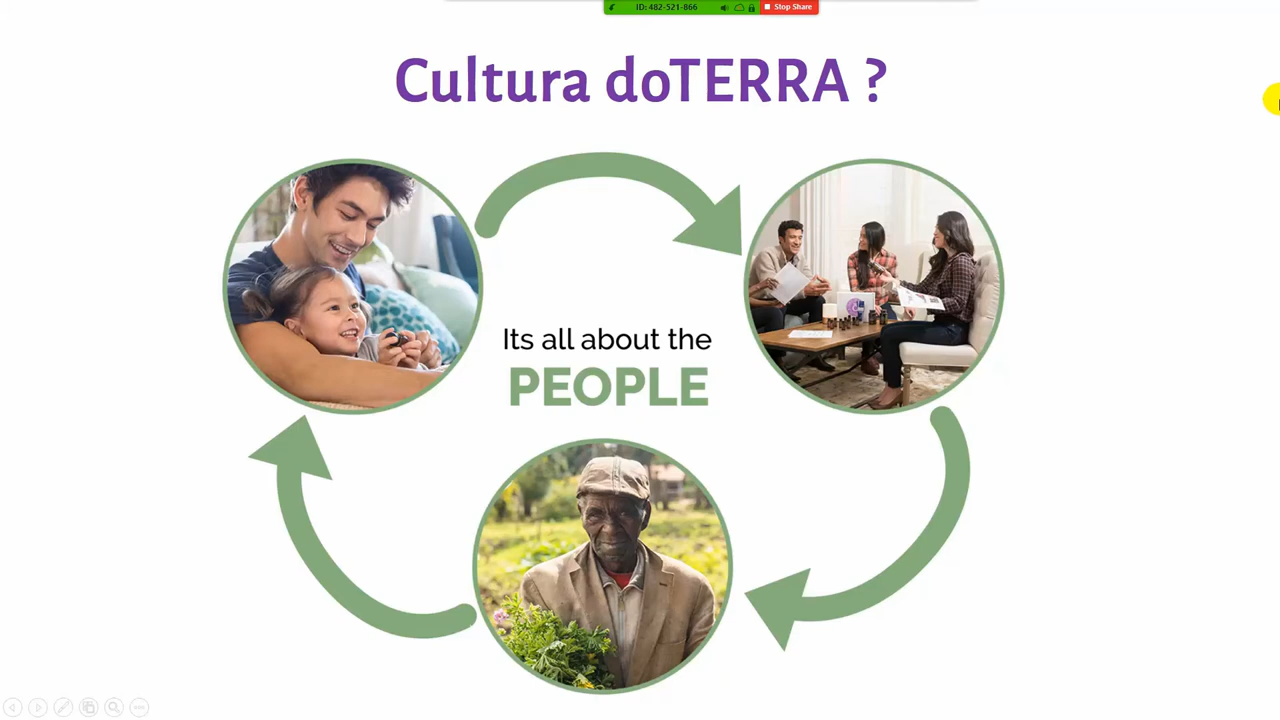 ID: 482-521-866
Stop Share
Cultura doTERRA ?
Its all about the
PEOPLE